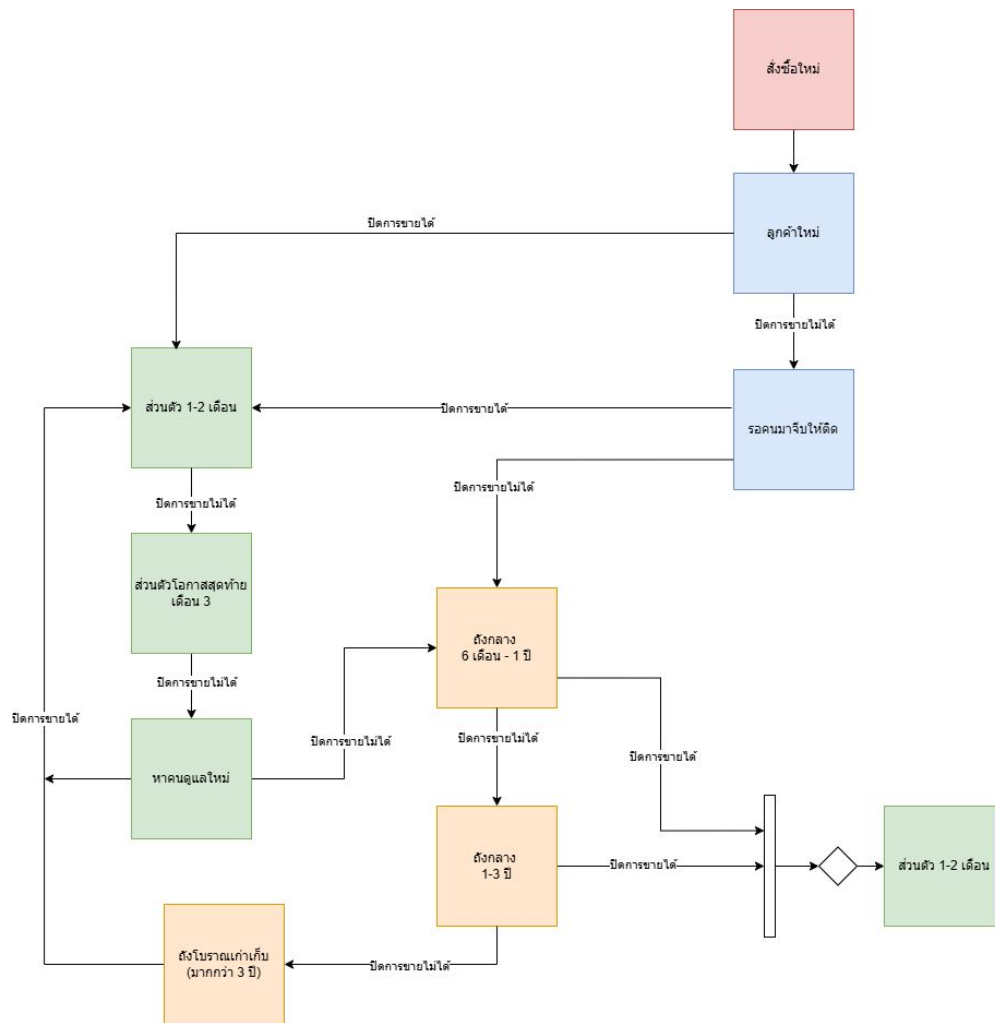 สั่งซื้อใหม่
ปิดการขายได้
ลูกค้าใหม่
ปิดการขายไม่ได้
ส่วนตัว 1-2 เดือน
ปิดการขายได้
รอคนมาจีบให้ติด
ปิดการขายไม่ได้
ปิดการขายไม่ได้
ส่วนตัวโอกาสสุดท้าย
เดือน 3
ถังกลาง
6 เดือน - 1 ปี
ปิดการขายไม่ได้
ปิดการขายได้
ปิดการขายไม่ได้
ปิดการขายไม่ได้
ปิดการขายได้
หาคนดูแลใหม่
ถังกลาง
1-3 ปี
ปิดการขายได้
ส่วนตัว 1-2 เดือน
ถังโบราณเก่าเก็บ
(มากกว่า 3 ปี)
ปิดการขายไม่ได้